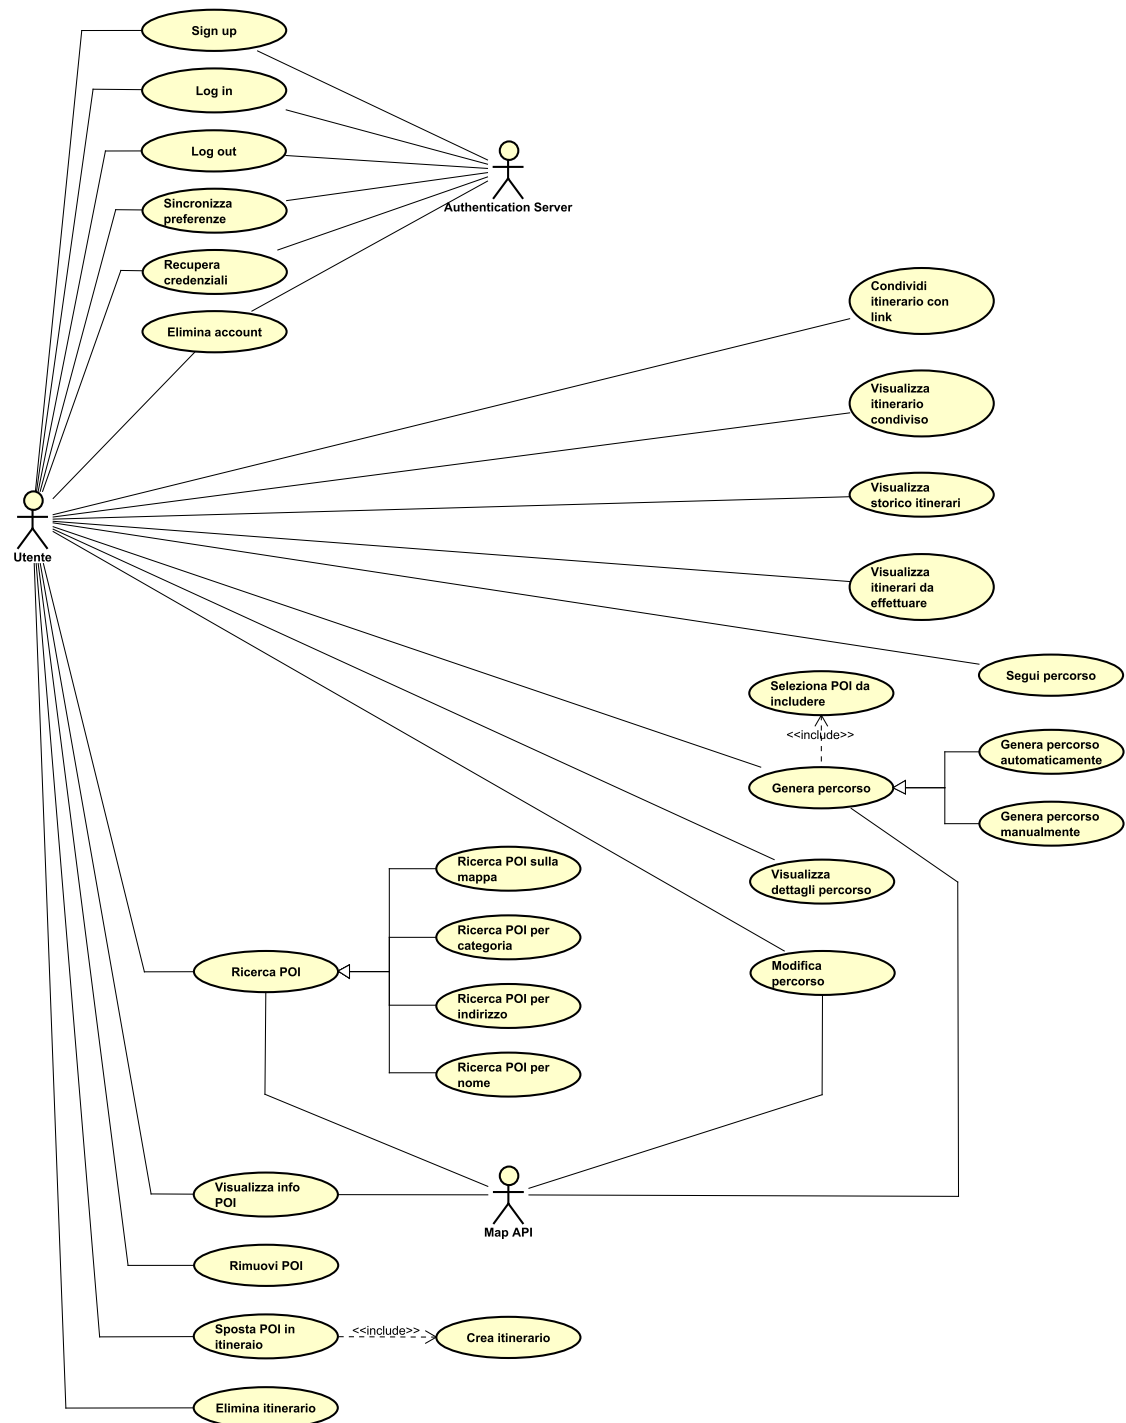 Sign up
Log in
Log out
Sincronizza
preferenze
Authentication Server
Recupera
credenziali
Elimina account
Condividi
itinerario con
link
Visualizza
itinerario
condiviso
Visualizza
storico itinerari
Utente
Visualizza
itinerari da
effettuare
Segui percorso
Seleziona POI da
includere
<<include>>
Genera percorso
automaticamente
Genera percorso
Genera percorso
manualmente
Ricerca POI sulla
mappa
Visualizza
dettagli percorso
Ricerca POI per
categoria
Ricerca POI
Modifica
percorso
Ricerca POI per
indirizzo
Ricerca POI per
nome
Visualizza info
POI
Map API
Rimuovi POI
Sposta POI in
itineraio
<<include>>
Crea itinerario
Elimina itinerario